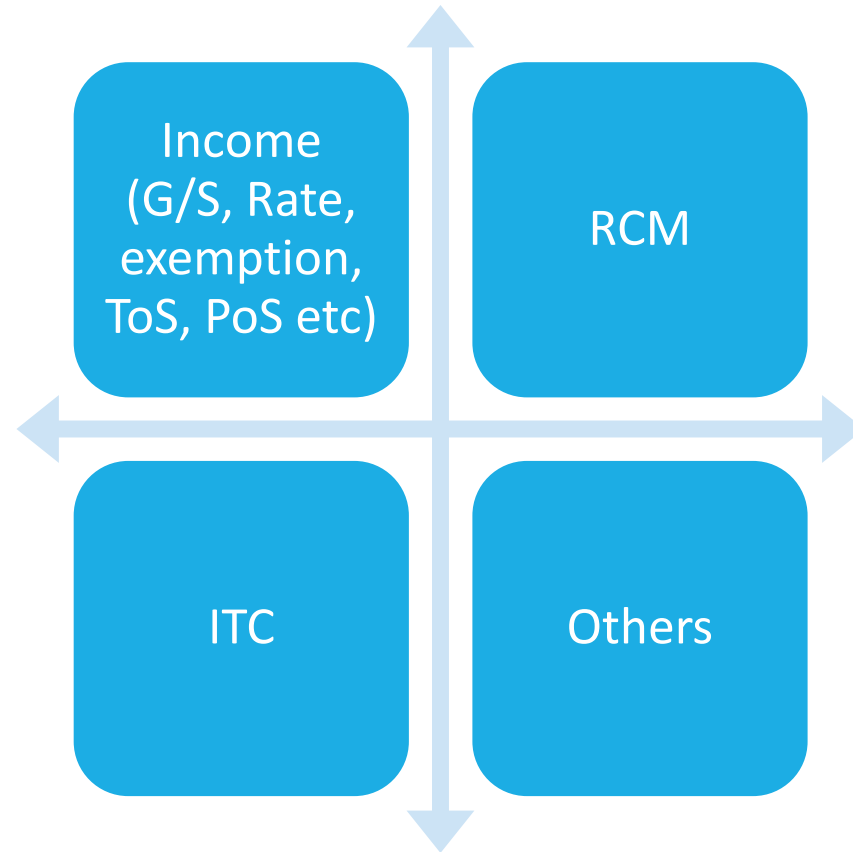 Income
(G/S, Rate,
exemption,
ToS, PoS etc)
RCM
ITC
Others